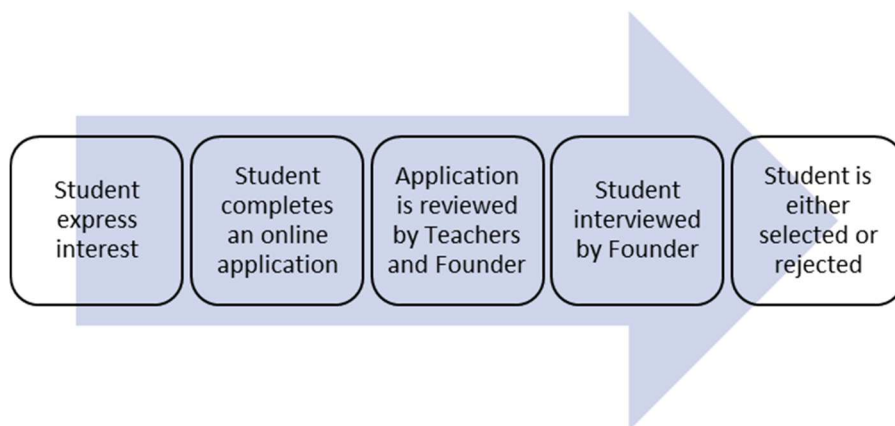 Student
express
interest
Student
completes
an online
application
Application
is reviewed
by Teachers
and Founder
Student
interviewed
by Founder
Student is
either
selected or
rejected